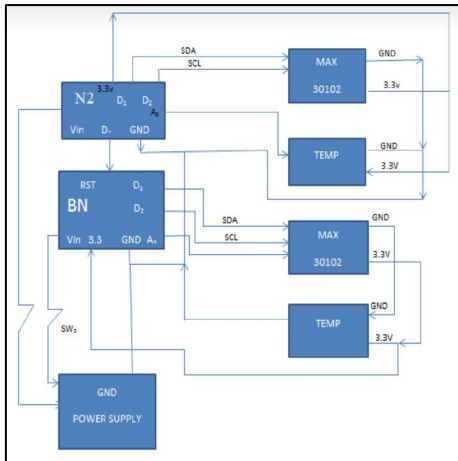 SDA
SCL
MAX
30102
GND
3.3v
3.3v
N2
D1
D2
A0
Vin
GND
TEMP
GND
3.3V
RST
D1
BN
D2
Vin
3.3
GND
SDA
SCL
MAX
30102
GND
3.3V
GND
TEMP
3.3V
SW2
GND
POWER SUPPLY